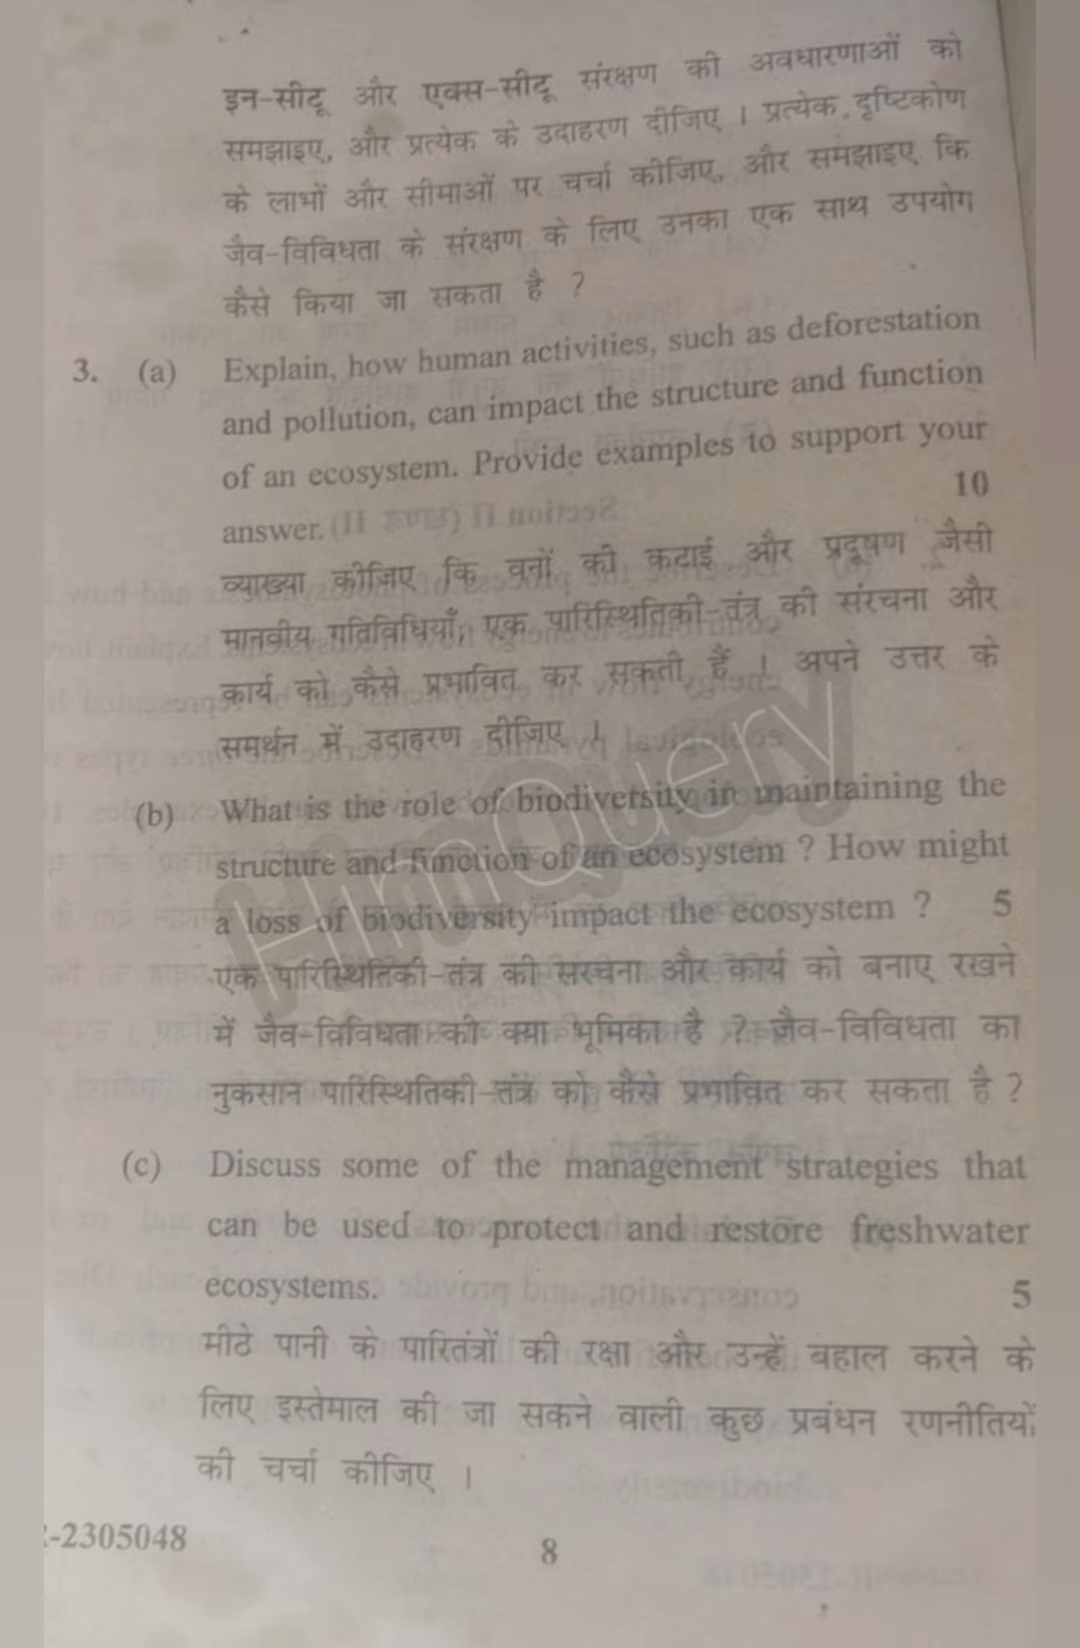 इन-सीटू और एक्स-सीटू संरक्षण की अवधारणाओं को
समझाइए, और प्रत्येक के उदाहरण दीजिए । प्रत्येक दृष्टिकोण
के लाभों और सीमाओं पर चर्चा कीजिए, और समझाइए कि
जैव-विविधता के संरक्षण के लिए उनका एक साथ उपयोग
कैसे किया जा सकता है ?
3. (a) Explain, how human activities, such as deforestation
and pollution, can impact the structure and function
of an ecosystem. Provide examples to support your
answer. 10
व्याख्या कीजिए कि वनों की कटाई और प्रदूषण जैसी
मानवीय गतिविधियाँ, एक पारिस्थितिकी-तंत्र की संरचना और
कार्य को कैसे प्रभावित कर सकती हैं । अपने उत्तर के
समर्थन में उदाहरण दीजिए ।
(b) What is the role of biodiversity in maintaining the
structure and function of an ecosystem ? How might
a loss of biodiversity impact the ecosystem ? 5
एक पारिस्थितिकी-तंत्र की संरचना और कार्य को बनाए रखने
में जैव-विविधता की क्या भूमिका है ? जैव-विविधता का
नुकसान पारिस्थितिकी-तंत्र को कैसे प्रभावित कर सकता है ?
(c) Discuss some of the management strategies that
can be used to protect and restore freshwater
ecosystems. 5
मीठे पानी के पारितंत्रों की रक्षा और उन्हें बहाल करने के
लिए इस्तेमाल की जा सकने वाली कुछ प्रबंधन रणनीतियों
की चर्चा कीजिए ।
-2305048 8
HimQuery